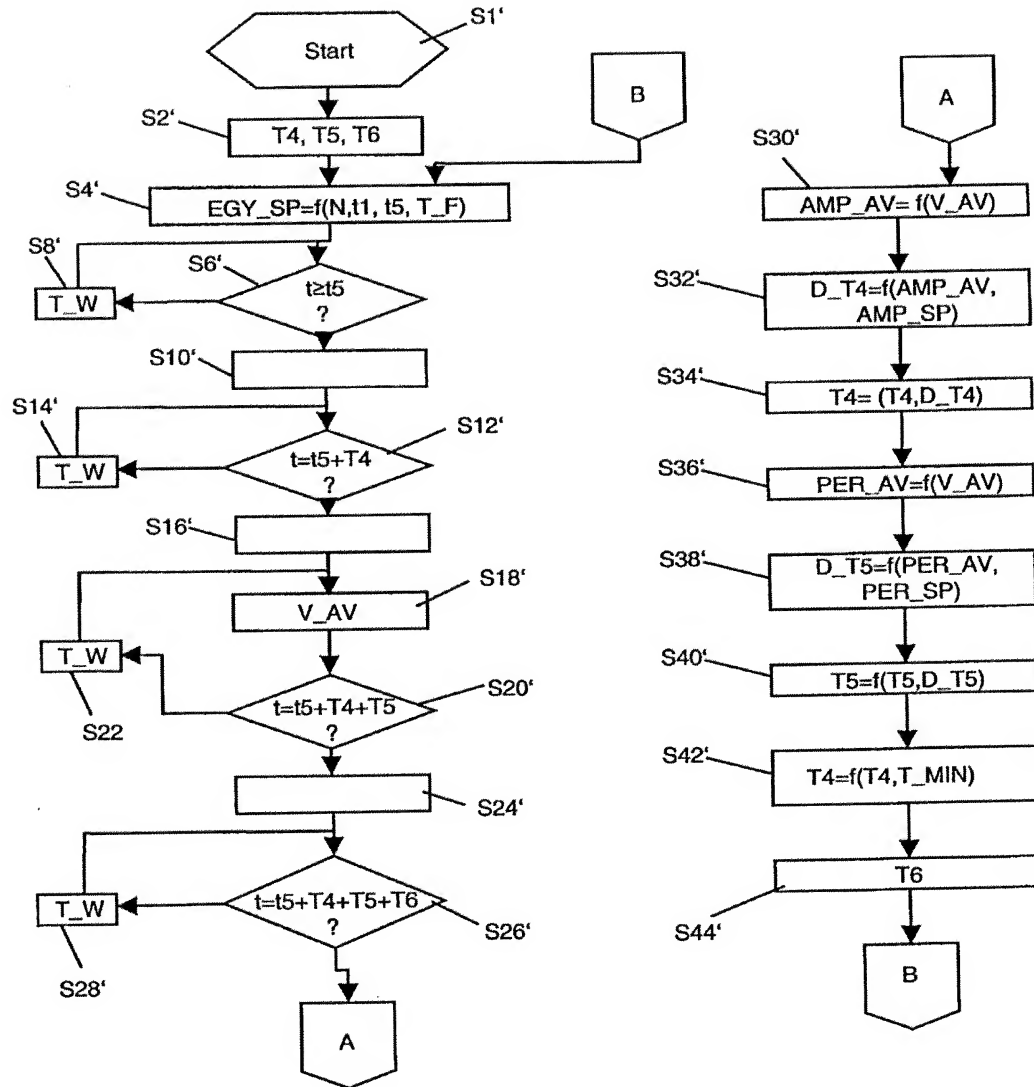 S1‘
Start
S2‘
T4, T5, T6
B
S4‘
EGY_SP=f(N,t1, t5, T_F)
S8‘
S6‘
T_W
t≥t5
?
S10‘
S14‘
S12‘
T_W
t=t5+T4
?
S16‘
S18‘
V_AV
T_W
S20‘
t=t5+T4+T5
?
S22
S24‘
T_W
t=t5+T4+T5+T6
?
S26‘
S28‘
A
A
S30‘
AMP_AV= f(V_AV)
S32‘
D_T4=f(AMP_AV,
AMP_SP)
S34‘
T4= (T4,D_T4)
S36‘
PER_AV=f(V_AV)
S38‘
D_T5=f(PER_AV,
PER_SP)
S40‘
T5=f(T5,D_T5)
S42‘
T4=f(T4,T_MIN)
T6
S44‘
B